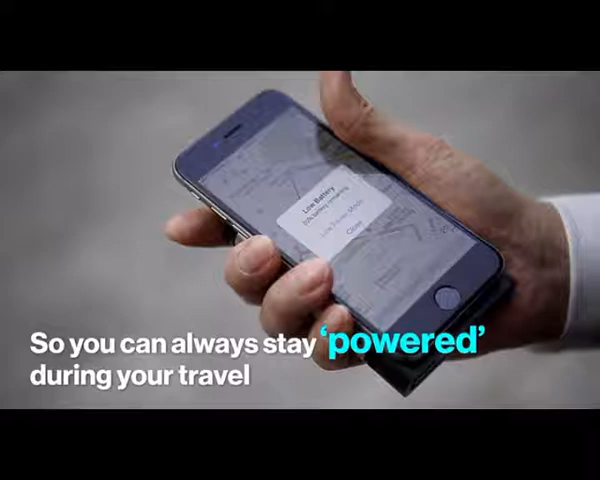 Low Battery
Close
So you can always stay ‘powered’
during your travel